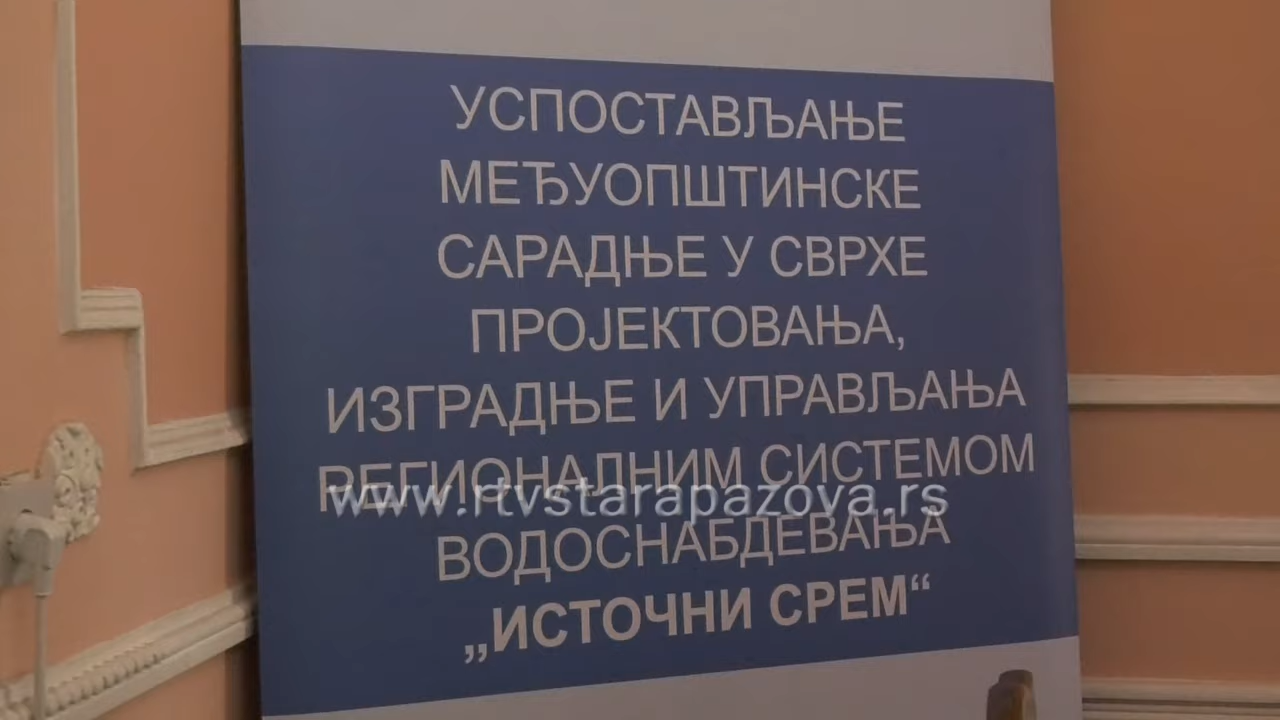 УСПОСТАВЉАЊЕ
МЕЂУОПШТИНСКЕ
САРАДЊЕ У СВРХЕ
ПРОЈЕКТОВАЊА,
ИЗГРАДЊЕ И УПРАВЉАЊА
РЕГИОНАЛНИМ СИСТЕМОМ
www.rtvstarapazova.rs
ВОДОСНАБДЕВАЊА
„ИСТОЧНИ СРЕМ“